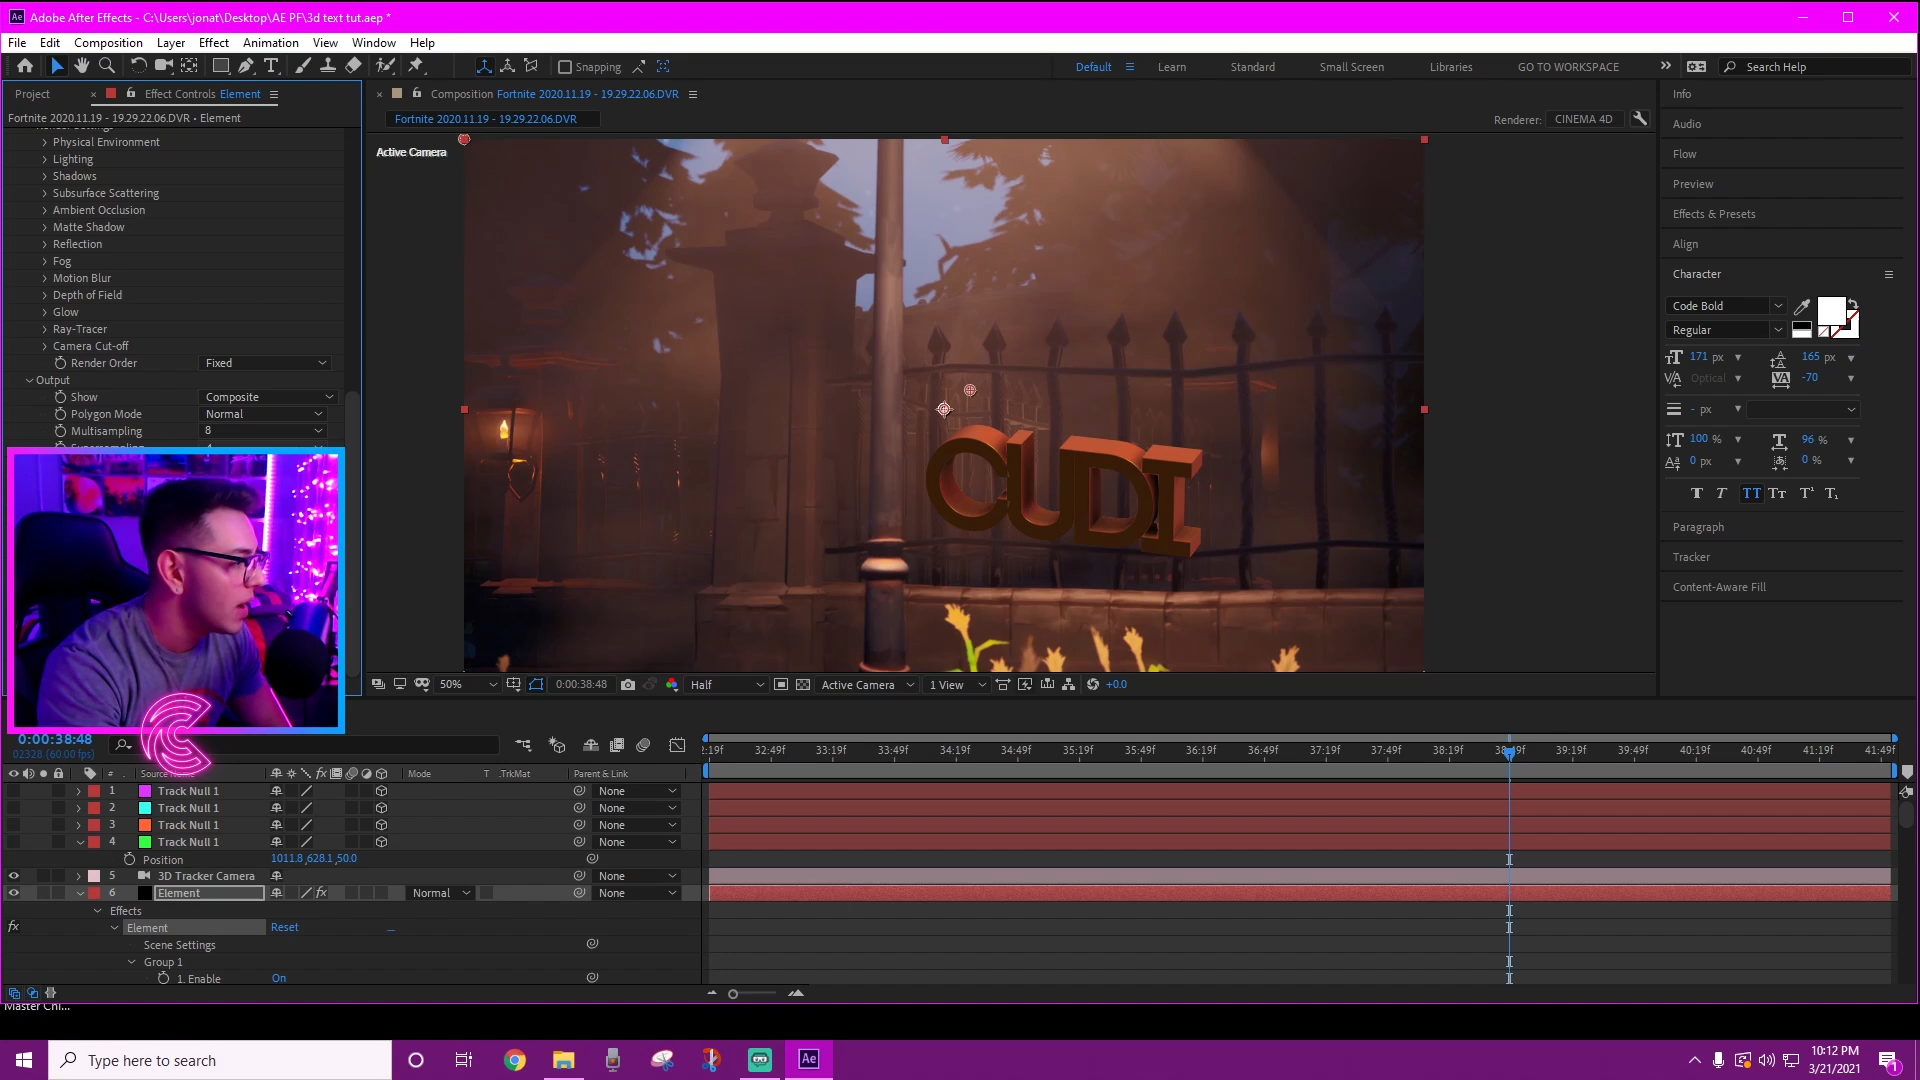 Adobe After Effects - C:\Users\jonat\Desktop\AE PF\3d text tut.aep *
File Edit Composition Layer Effect Animation View Window Help
Snapping Default Learn Standard Small Screen Libraries GO TO WORKSPACE Search Help
Project Effect Controls Element
Composition Fortnite 2020.11.19 - 19.29.22.06.DVR
Fortnite 2020.11.19 - 19.29.22.06.DVR • Element
Fortnite 2020.11.19 - 19.29.22.06.DVR
Renderer: CINEMA 4D
Active Camera
Physical Environment
Lighting
Shadows
Subsurface Scattering
Ambient Occlusion
Matte Shadow
Reflection
Fog
Motion Blur
Depth of Field
Glow
Ray-Tracer
Camera Cut-off
Render Order Fixed
Output
Show Composite
Polygon Mode Normal
Multisampling 8
CUDI
Info
Audio
Flow
Preview
Effects & Presets
Align
Character
Code Bold
Regular
171 px 165 px
Optical -70
- px
100 % 96 %
0 px 0 %
Paragraph
Tracker
Content-Aware Fill
50% 0:00:38:48 Half Active Camera 1 View +0.0
0:00:38:48
02328 (60.00 fps)
32:49f 33:19f 33:49f 34:19f 34:49f 35:19f 35:49f 36:19f 36:49f 37:19f 37:49f 38:19f 39:19f 39:49f 40:19f 40:49f 41:19f 41:49f
# Mode T .TrkMat Parent & Link
1 Track Null 1 None
2 Track Null 1 None
3 Track Null 1 None
4 Track Null 1 None
Position 1011.8,628.1,50.0
5 3D Tracker Camera None
6 Element Normal None
Effects
fx Element Reset
Scene Settings
Group 1
1. Enable On
Master Chi...
Type here to search
Ae
10:12 PM
3/21/2021
1